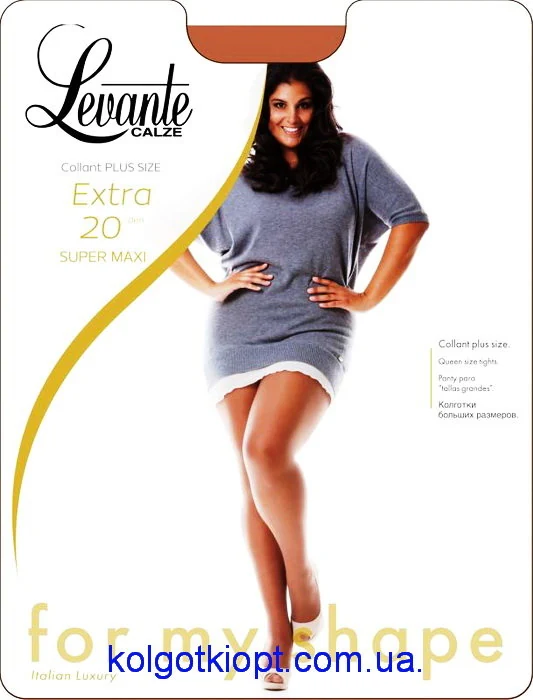 Levante
CALZE
Collant PLUS SIZE
Extra
20 den
SUPER MAXI
Collant plus size.
Queen size tights.
Panty para
"tallas grandes".
Колготки
больших размеров.
for my shape
kolgotkiopt.com.ua.
Italian Luxury